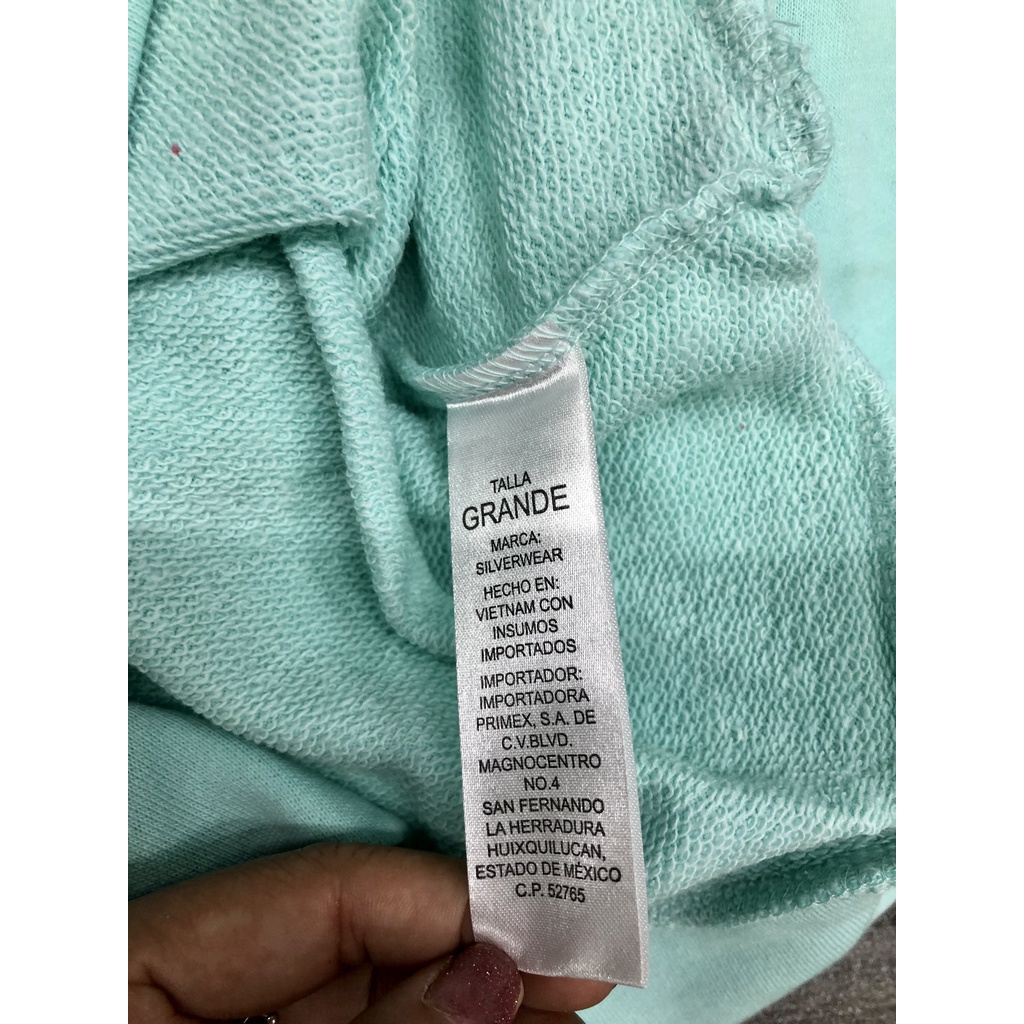 TALLA
GRANDE
MARCA:
SILVERWEAR
HECHO EN:
VIETNAM CON
INSUMOS
IMPORTADOS
IMPORTADOR:
IMPORTADORA
PRIMEX, S.A. DE
C.V.BLVD.
MAGNOCENTRO
NO.4
SAN FERNANDO
LA HERRADURA
HUIXQUILUCAN,
ESTADO DE MÉXICO
C.P. 52765